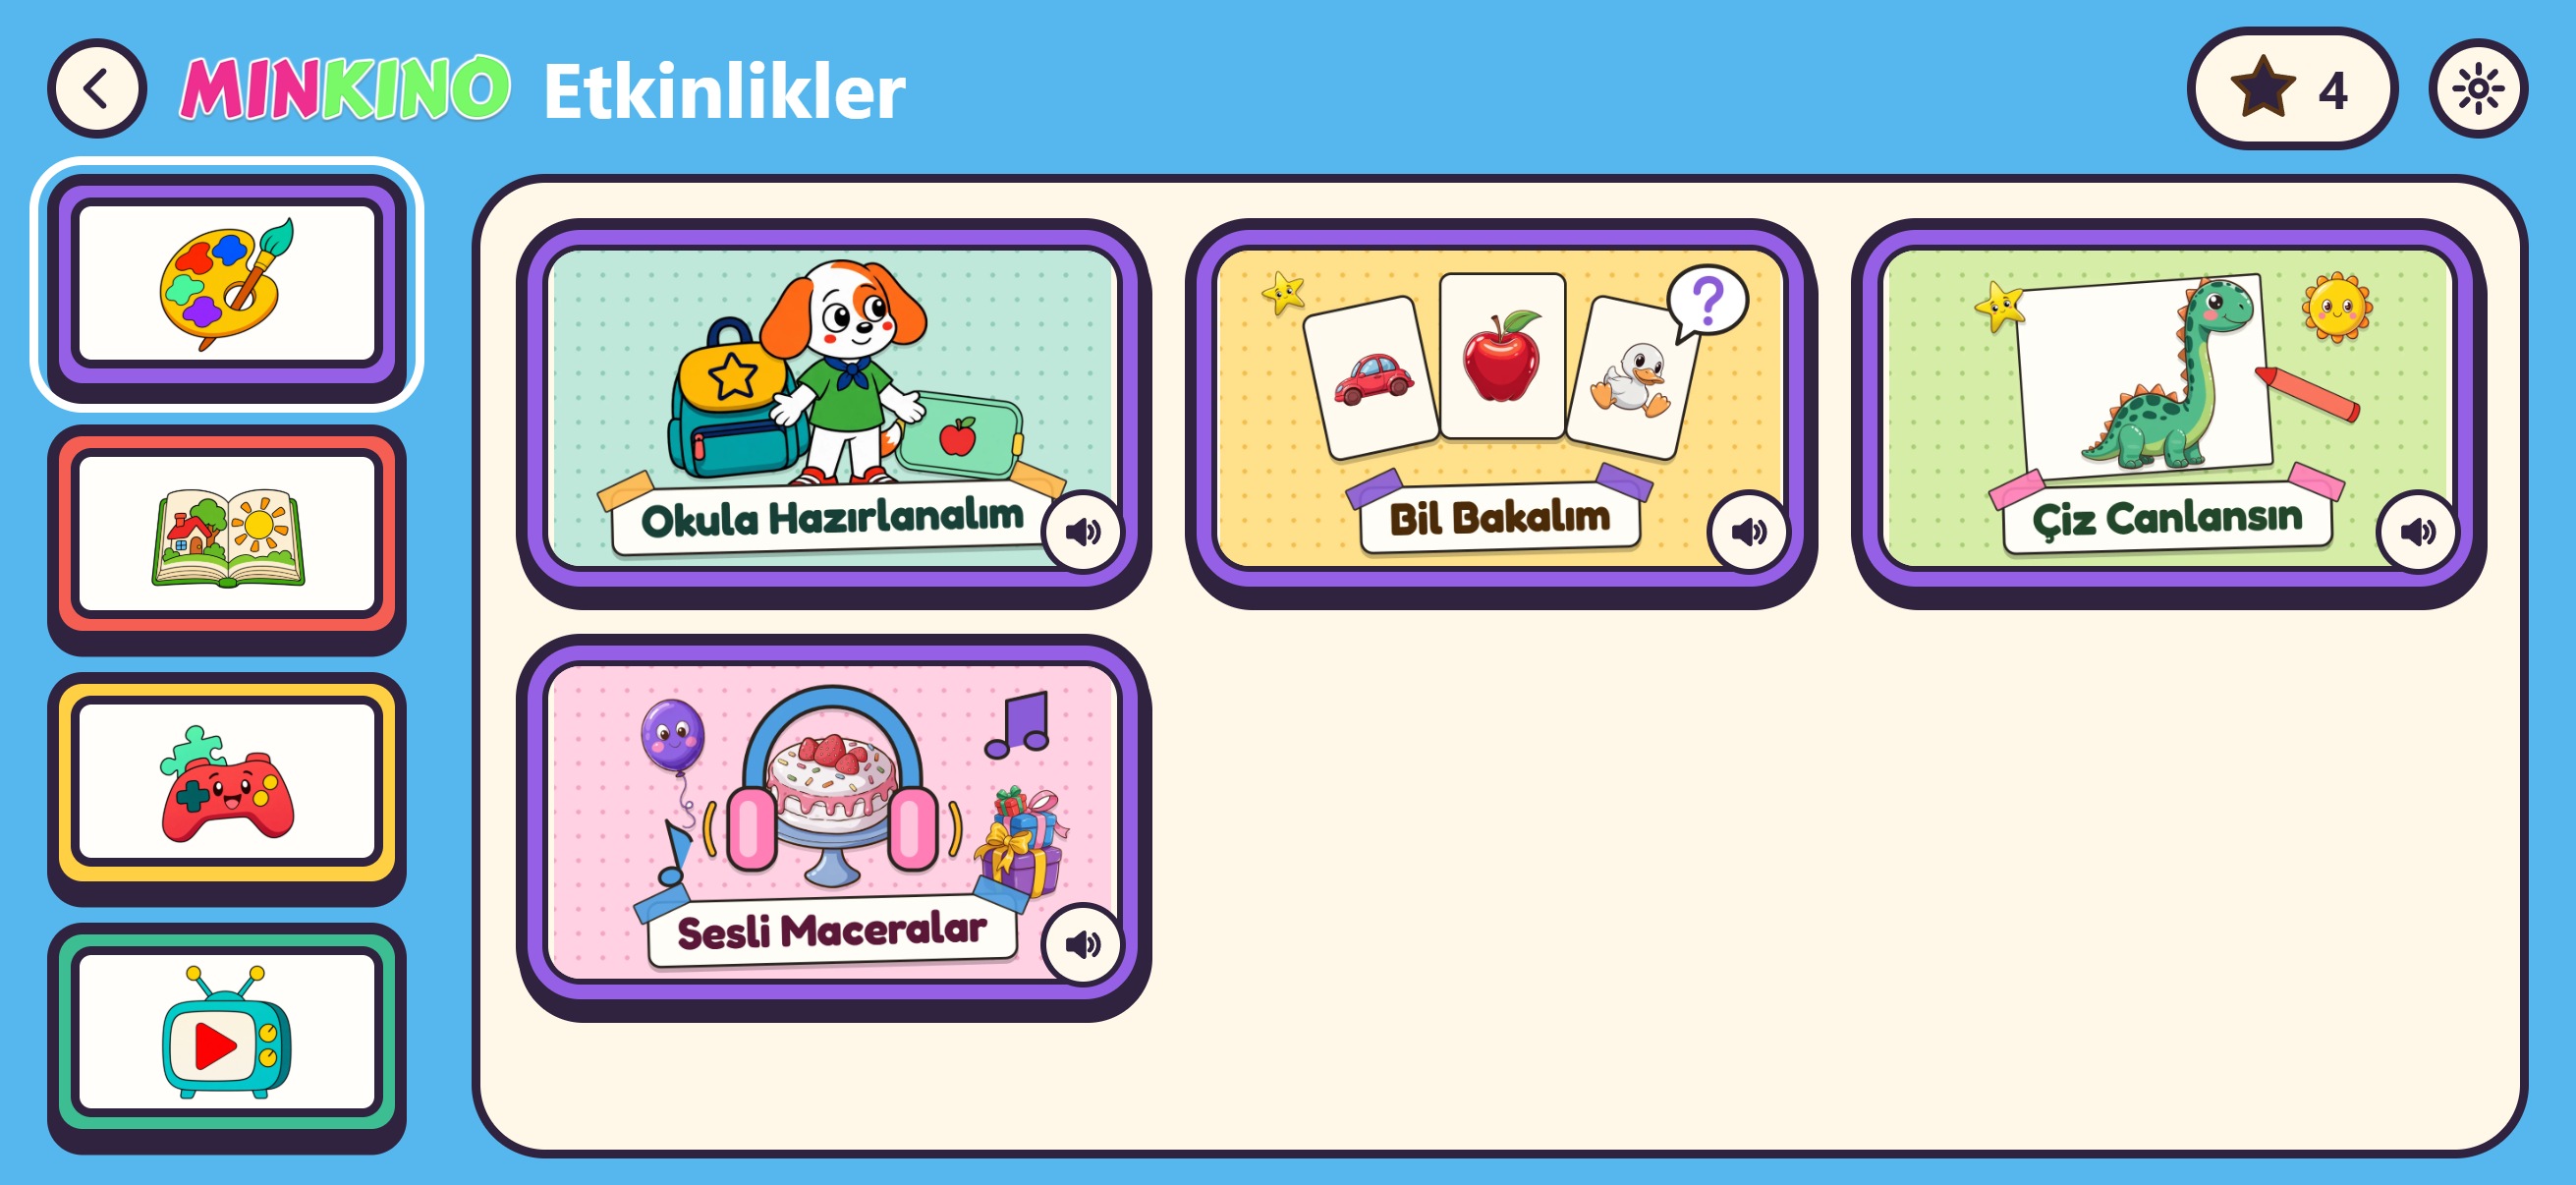 MINKINO Etkinlikler
4
Okula Hazırlanalım
Bil Bakalım
?
Çiz Canlansın
Sesli Maceralar